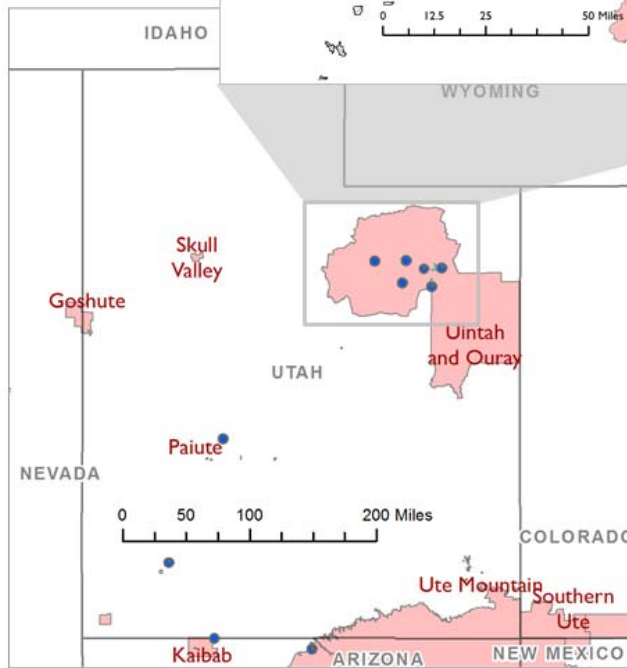 0 12.5 25 50 Miles
IDAHO
WYOMING
Skull
Valley
Goshute
Uintah
and Ouray
UTAH
Paiute
NEVADA
0 50 100 200 Miles
COLORADO
Ute Mountain
Southern
Ute
Kaibab
ARIZONA
NEW MEXICO